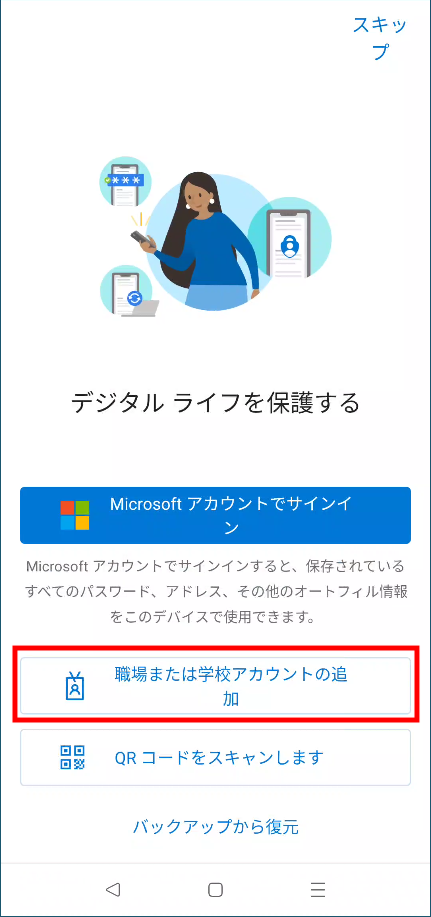 スキッ
プ
***
デジタル ライフを保護する
Microsoft アカウントでサインイ
ン
Microsoft アカウントでサインインすると、保存されている
すべてのパスワード、アドレス、その他のオートフィル情報
をこのデバイスで使用できます。
職場または学校アカウントの追
加
QR コードをスキャンします
バックアップから復元